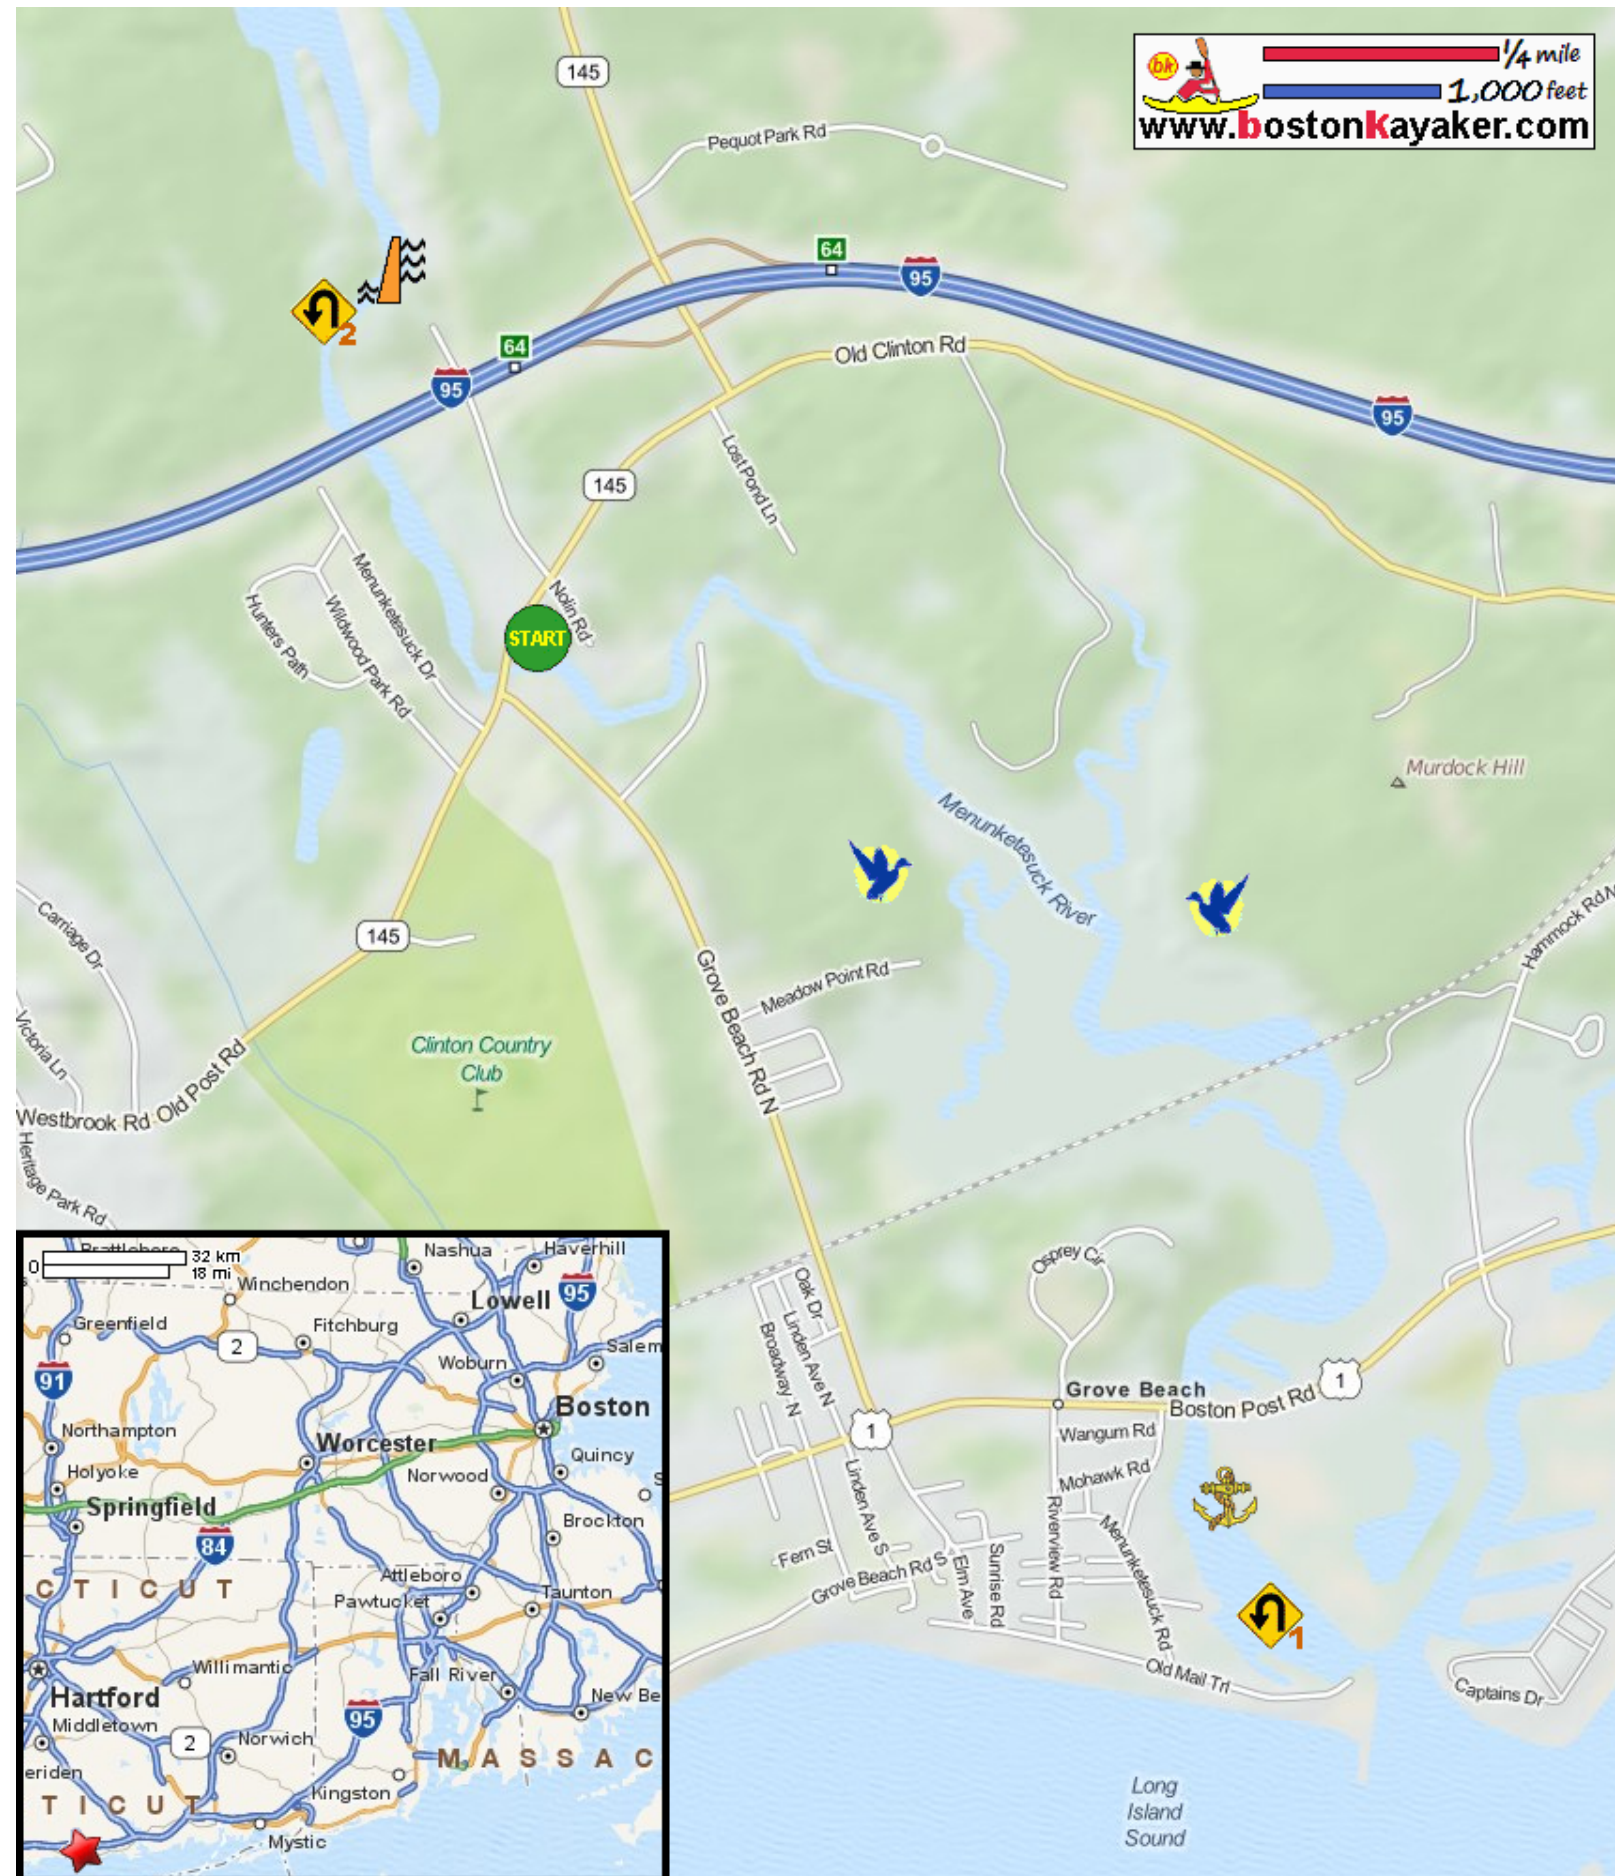 145
Pequot Park Rd
bk
1/4 mile
1,000 feet
www.bostonkayaker.com
64
95
2
64
95
Old Clinton Rd
95
145
Lost Pond Ln
Menunketesuck Dr
Nolin Rd
Hunters Path
Wildwood Park Rd
START
Murdock Hill
Menunketesuck River
Carriage Dr
145
Hammock Rd N
Grove Beach Rd N
Meadow Point Rd
Victoria Ln
Clinton Country
Club
Westbrook Rd
Old Post Rd
Heritage Park Rd
Osprey Cir
Oak Dr
Linden Ave N
Broadway N
Grove Beach
1
Boston Post Rd
1
Wangum Rd
Mohawk Rd
Linden Ave S
Riverview Rd
Menunketesuck Rd
Fern St
Grove Beach Rd S
Elm Ave
Sunrise Rd
1
Old Mail Trl
Captains Dr
Long
Island
Sound
0
32 km
18 mi
Brattleboro
Nashua
Haverhill
Winchendon
Lowell
95
Greenfield
2
Fitchburg
Salem
Woburn
91
Boston
Northampton
Worcester
Quincy
Holyoke
Norwood
S
Springfield
84
Brockton
C T I C U T
Attleboro
Taunton
Pawtucket
Willimantic
Fall River
Hartford
95
New Be
Middletown
2
Norwich
M A S S A C
eriden
Kingston
T I C U T
Mystic